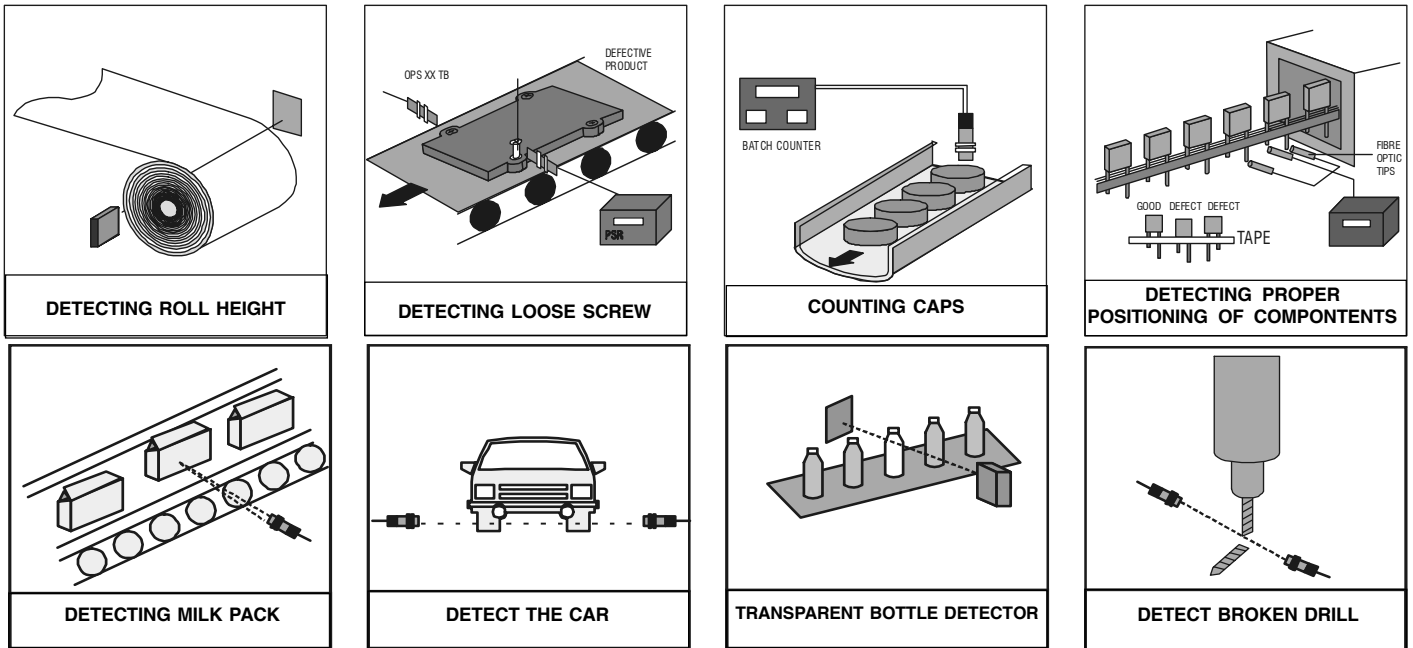 OPS XX TB
DEFECTIVE
PRODUCT
PSR
BATCH COUNTER
FIBRE
OPTIC
TIPS
GOOD DEFECT DEFECT
TAPE
DETECTING ROLL HEIGHT
DETECTING LOOSE SCREW
COUNTING CAPS
DETECTING PROPER
POSITIONING OF COMPONTENTS
DETECTING MILK PACK
DETECT THE CAR
TRANSPARENT BOTTLE DETECTOR
DETECT BROKEN DRILL